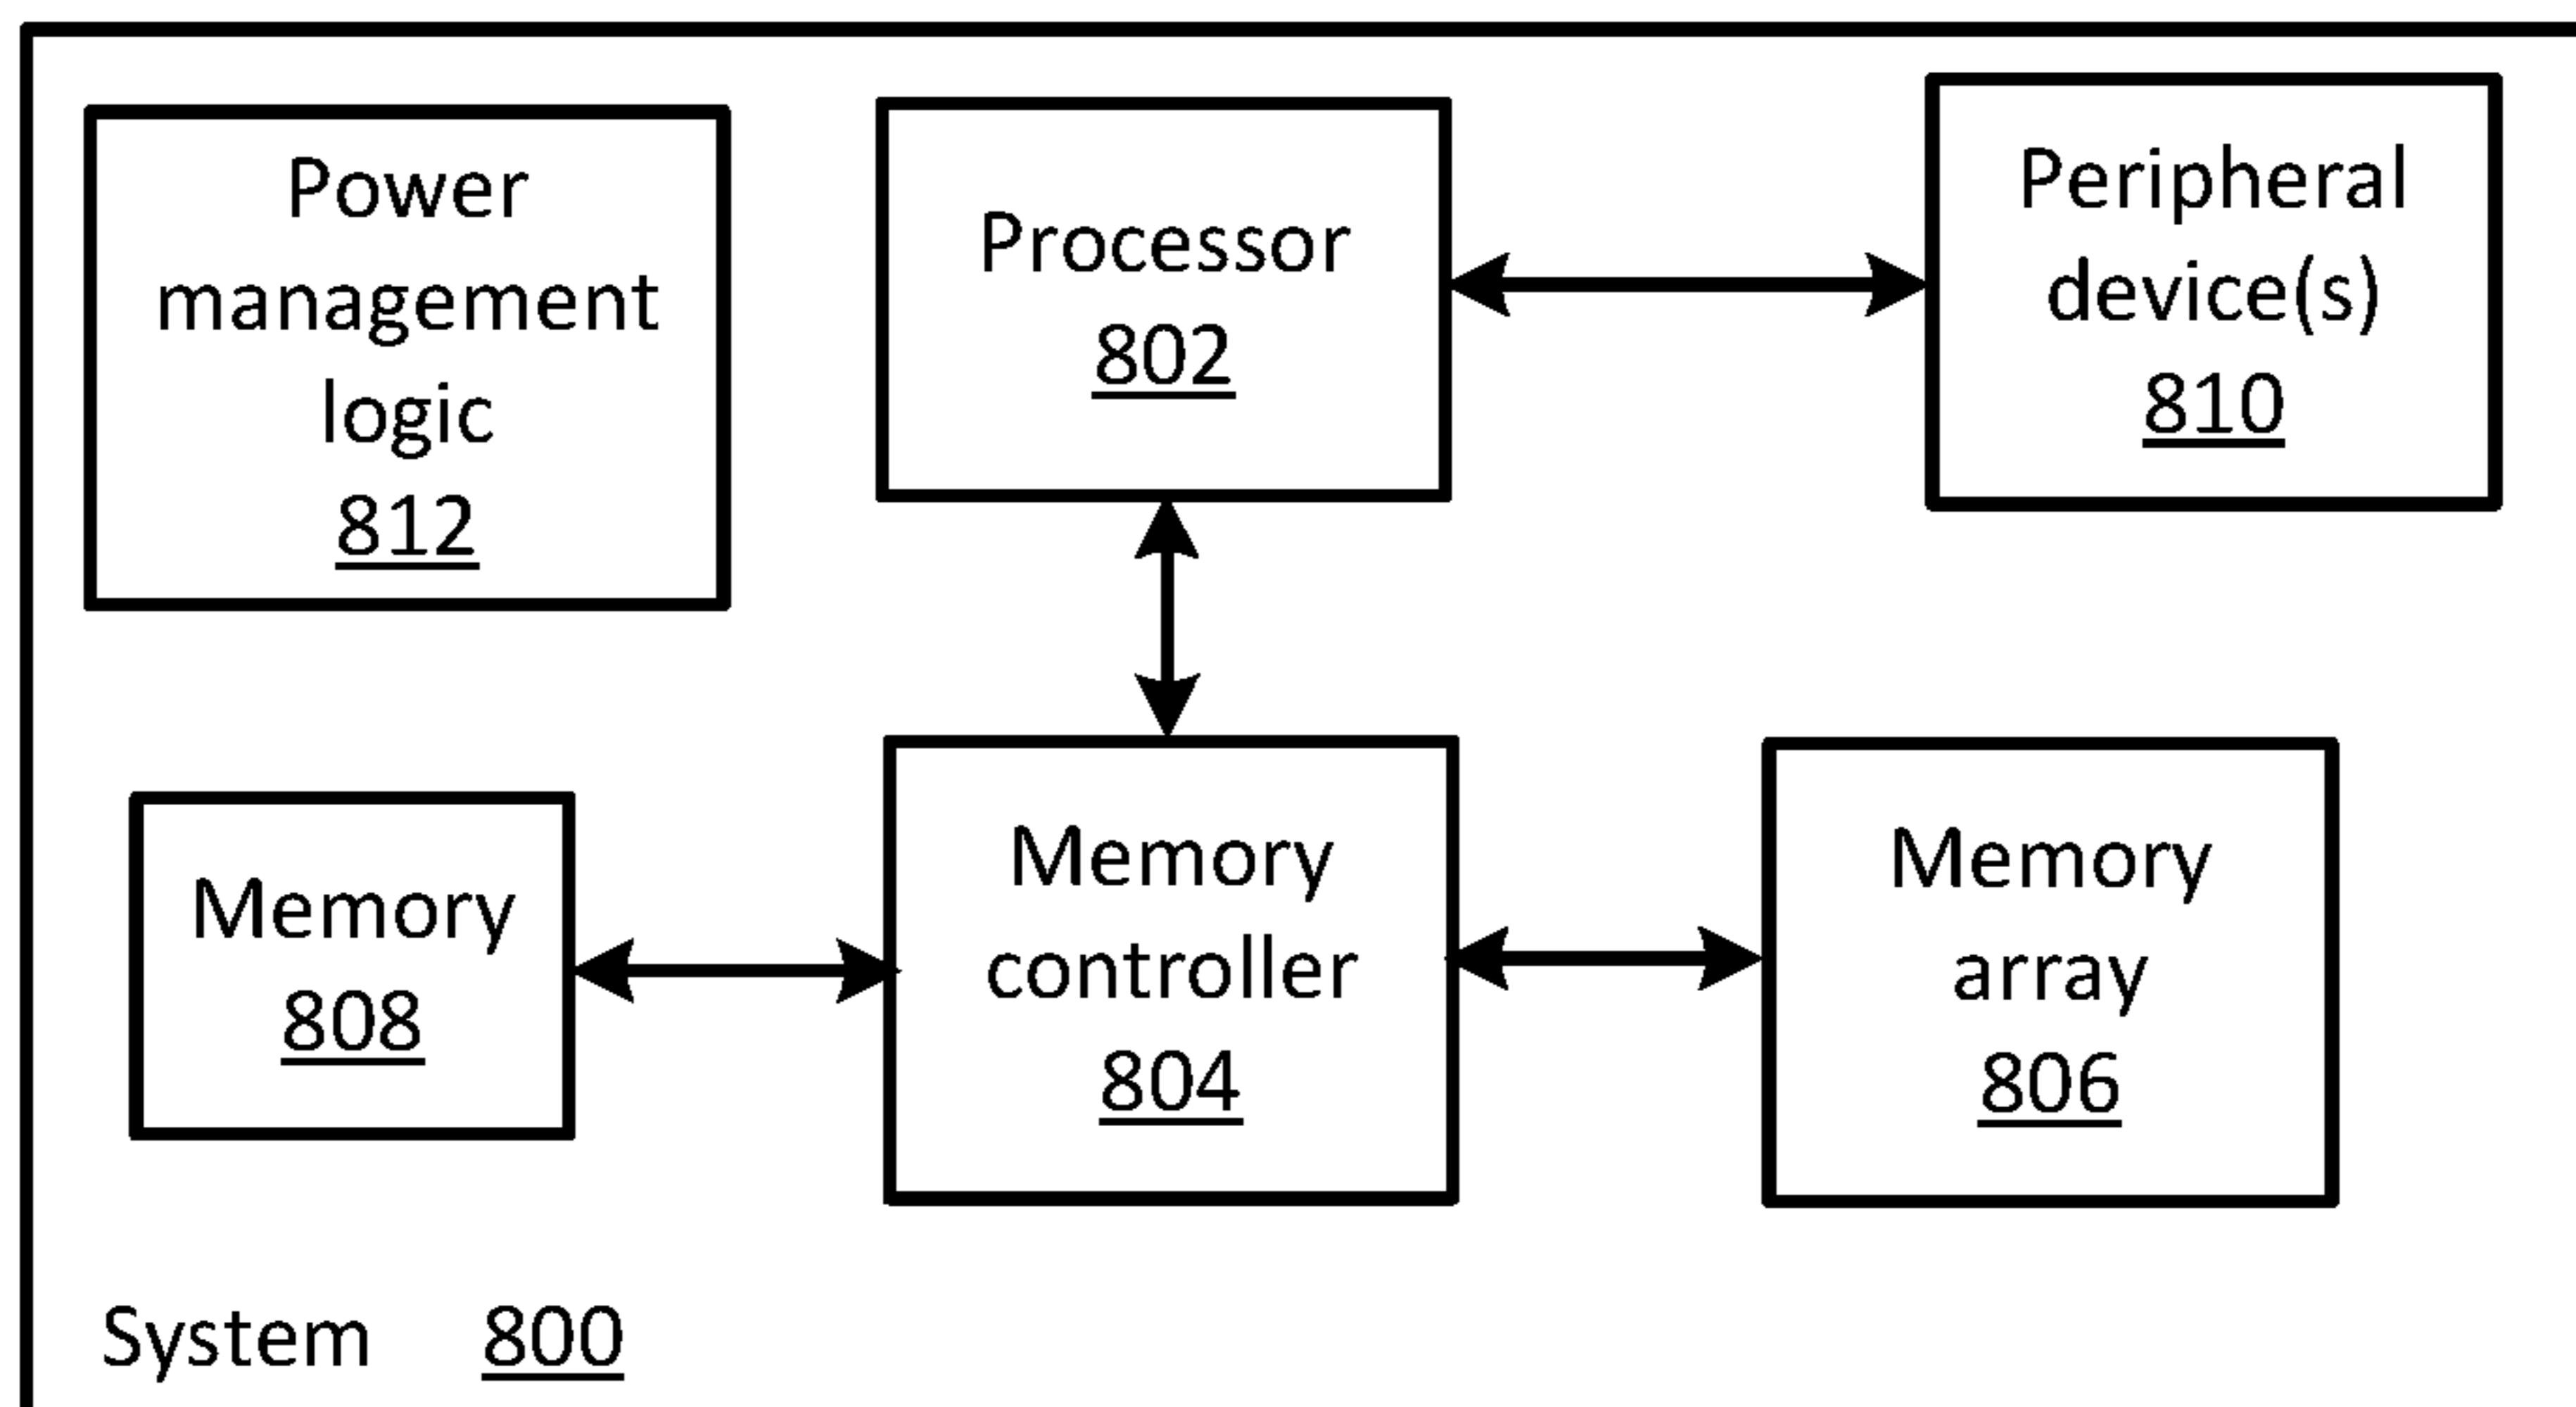 Power
management
logic
812
Processor
802
Peripheral
device(s)
810
Memory
808
Memory
controller
804
Memory
array
806
System 800